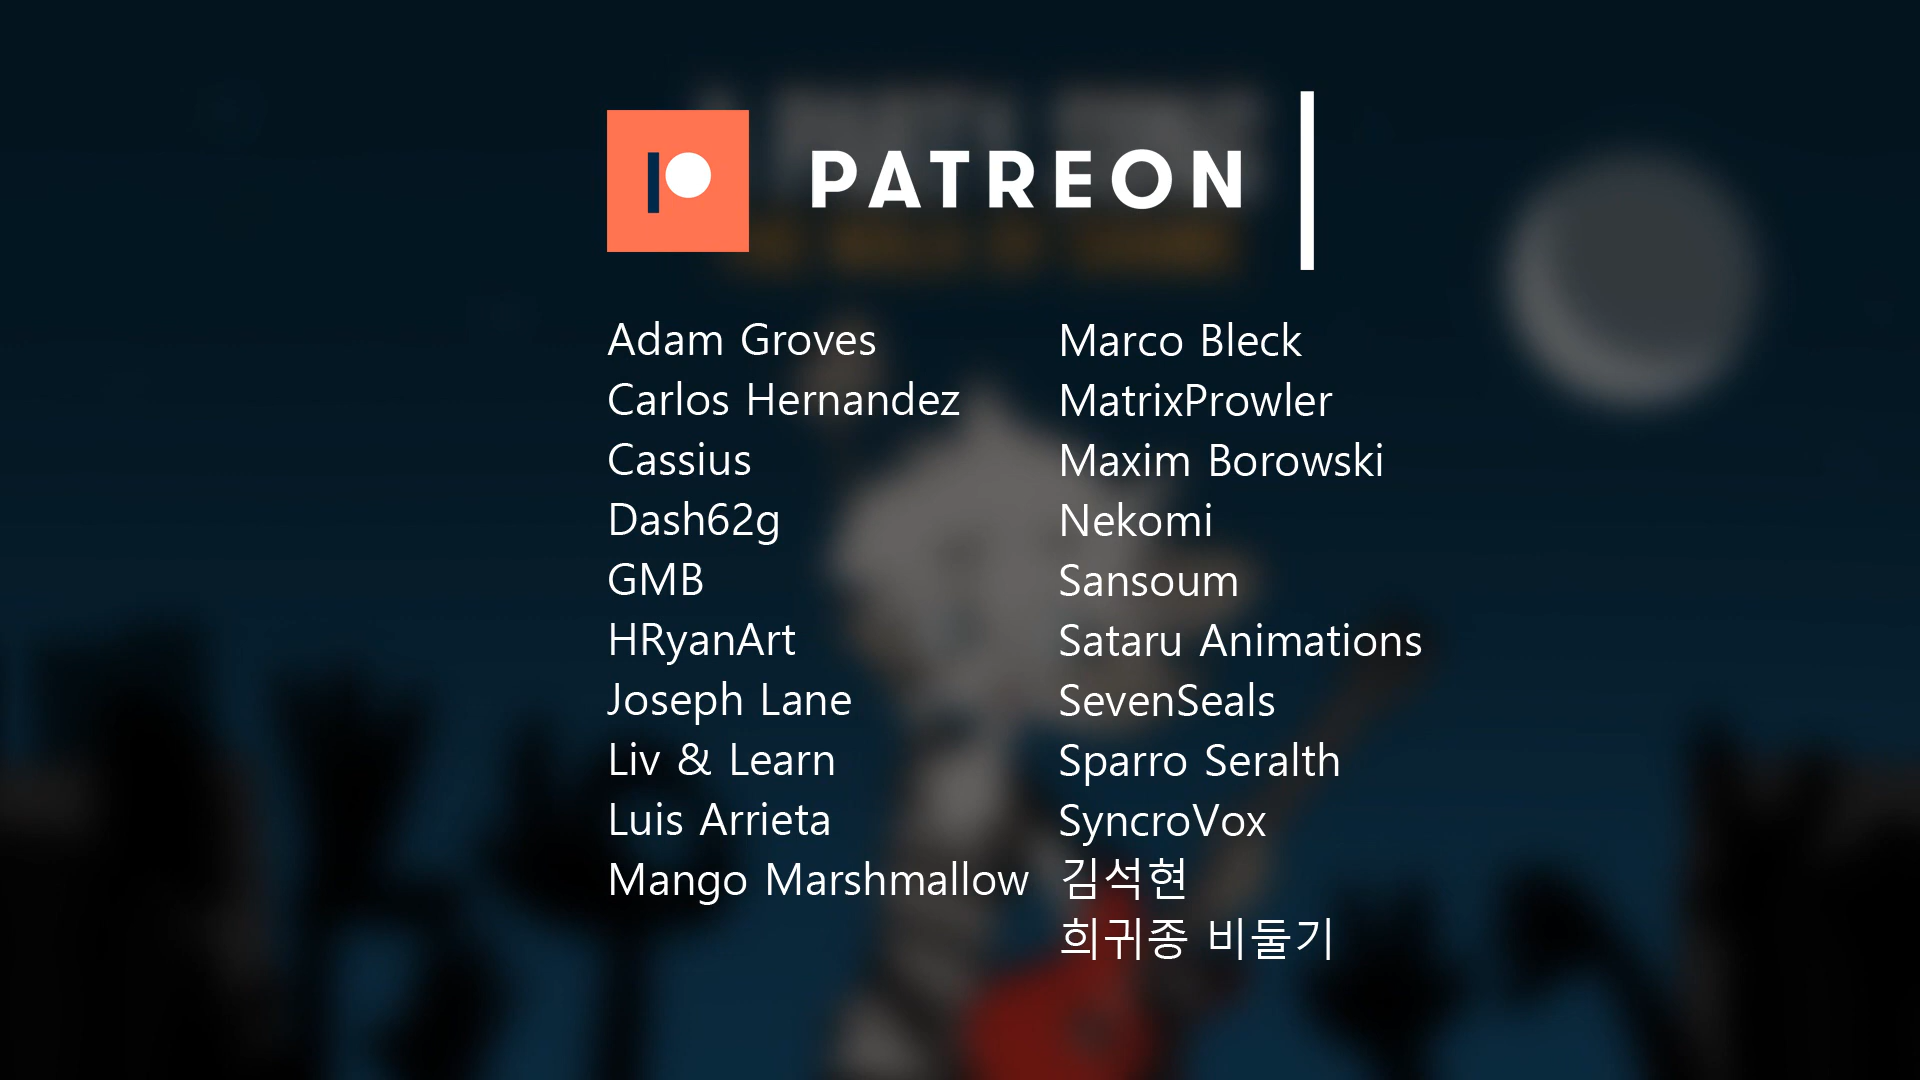 PATREON
Adam Groves
Carlos Hernandez
Cassius
Dash62g
GMB
HRyanArt
Joseph Lane
Liv & Learn
Luis Arrieta
Mango Marshmallow
Marco Bleck
MatrixProwler
Maxim Borowski
Nekomi
Sansoum
Sataru Animations
SevenSeals
Sparro Seralth
SyncroVox
김석현
희귀종 비둘기